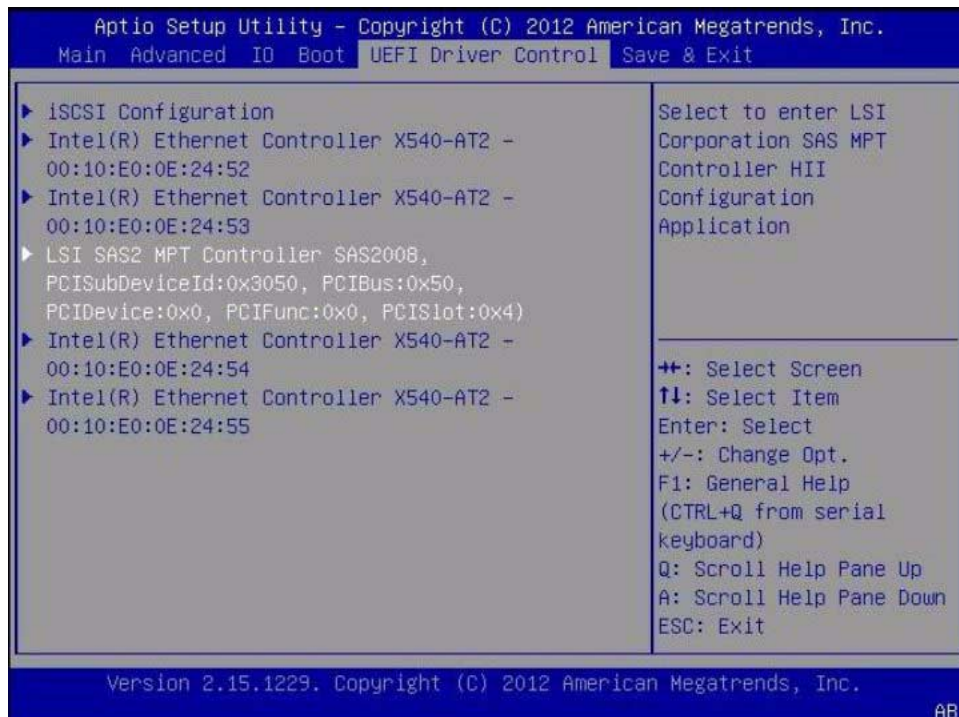 Aptio Setup Utility – Copyright (C) 2012 American Megatrends, Inc.
Main Advanced IO Boot UEFI Driver Control Save & Exit
▶ iSCSI Configuration
▶ Intel(R) Ethernet Controller X540-AT2 –
00:10:E0:0E:24:52
▶ Intel(R) Ethernet Controller X540-AT2 –
00:10:E0:0E:24:53
▶ LSI SAS2 MPT Controller SAS2008,
PCISubDeviceId:0x3050, PCIBus:0x50,
PCIDevice:0x0, PCIFunc:0x0, PCISlot:0x4)
▶ Intel(R) Ethernet Controller X540-AT2 –
00:10:E0:0E:24:54
▶ Intel(R) Ethernet Controller X540-AT2 –
00:10:E0:0E:24:55
Select to enter LSI
Corporation SAS MPT
Controller HII
Configuration
Application
→←: Select Screen
↑↓: Select Item
Enter: Select
+/-: Change Opt.
F1: General Help
(CTRL+Q from serial
keyboard)
Q: Scroll Help Pane Up
A: Scroll Help Pane Down
ESC: Exit
Version 2.15.1229. Copyright (C) 2012 American Megatrends, Inc.
AB